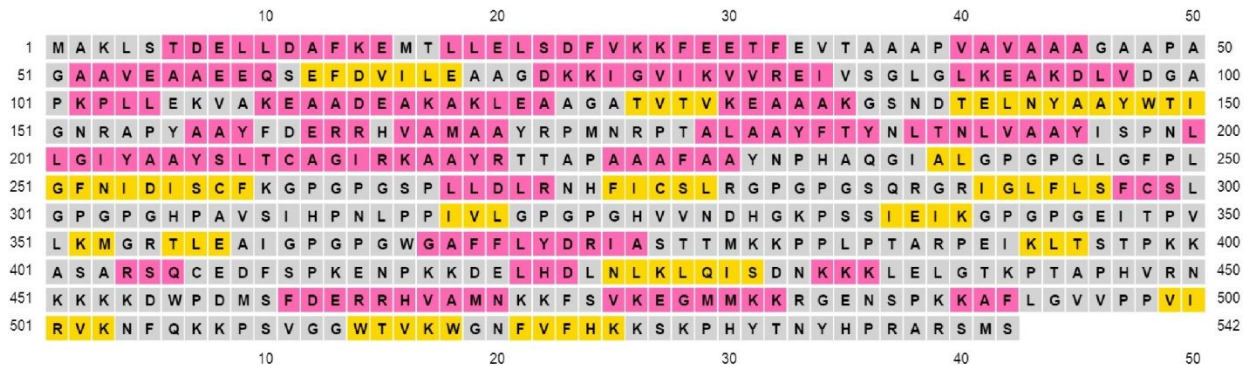 10 20 30 40 50
1 M A K L S T D E L L D A F K E M T L L E L S D F V K K F E E T F E V T A A A P V A V A A A G A A P A 50
51 G A A V E A A E E Q S E F D V I L E A A G D K K I G V I K V V R E I V S G L G L K E A K D L V D G A 100
101 P K P L L E K V A K E A A D E A K A K L E A A G A T V T V K E A A A K G S N D T E L N Y A A Y W T I 150
151 G N R A P Y A A Y F D E R R H V A M A A Y R P M N R P T A L A A Y F T Y N L T N L V A A Y I S P N L 200
201 L G I Y A A Y S L T C A G I R K A A Y R T T A P A A A F A A Y N P H A Q G I A L G P G P G L G F P L 250
251 G F N I D I S C F K G P G P G S P L L D L R N H F I C S L R G P G P G S Q R G R I G L F L S F C S L 300
301 G P G P G H P A V S I H P N L P P I V L G P G P G H V V N D H G K P S S I E I K G P G P G E I T P V 350
351 L K M G R T L E A I G P G P G W G A F F L Y D R I A S T T M K K P P L P T A R P E I K L T S T P K K 400
401 A S A R S Q C E D F S P K E N P K K D E L H D L N L K L Q I S D N K K K L E L G T K P T A P H V R N 450
451 K K K K D W P D M S F D E R R H V A M N K K F S V K E G M M K K R G E N S P K K A F L G V V P P V I 500
501 R V K N F Q K K P S V G G W T V K W G N F V F H K K S K P H Y T N Y H P R A R S M S 542
10 20 30 40 50